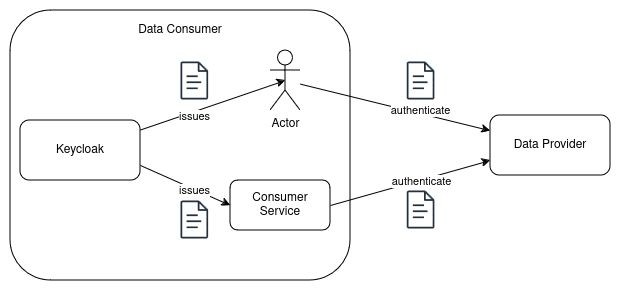 Data Consumer
issues
authenticate
Actor
Keycloak
Data Provider
issues
authenticate
Consumer
Service